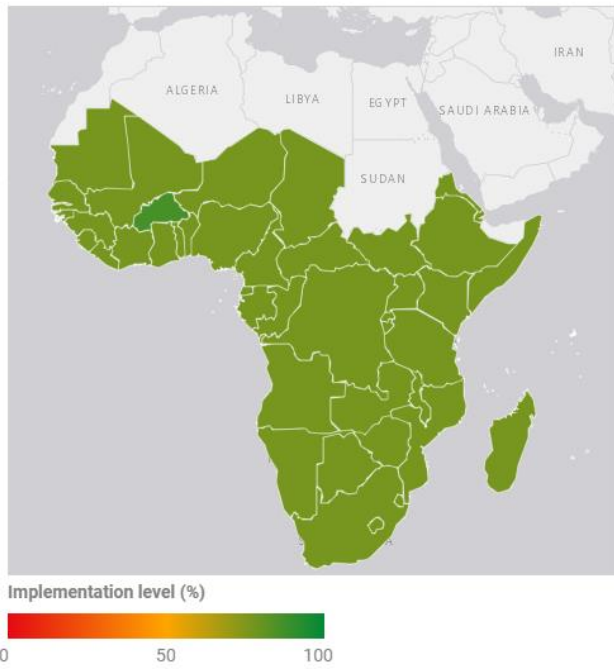 IRAN
ALGERIA
LIBYA
EGYPT
SAUDI ARABIA
SUDAN
Implementation level (%)
0 50 100